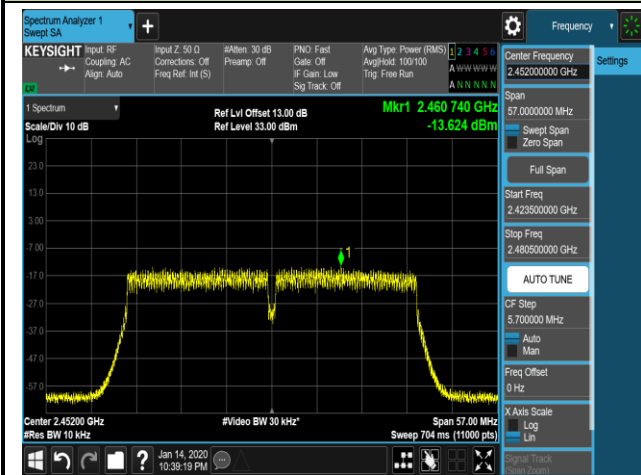 Spectrum Analyzer 1
Swept SA
Frequency
KEYSIGHT
Input: RF
Coupling: AC
Align: Auto
Input Z: 50 Ω
Corrections: Off
Freq Ref: Int (S)
#Atten: 30 dB
Preamp: Off
PNO: Fast
Gate: Off
IF Gain: Low
Sig Track: Off
Avg Type: Power (RMS)
Avg|Hold: 100/100
Trig: Free Run
1 2 3 4 5 6
A W W W W W
A N N N N N
Center Frequency
2.452000000 GHz
Settings
1 Spectrum
Scale/Div 10 dB
Log
Ref Lvl Offset 13.00 dB
Ref Level 33.00 dBm
Mkr1 2.460 740 GHz
-13.624 dBm
Span
57.0000000 MHz
Swept Span
Zero Span
Full Span
Start Freq
2.423500000 GHz
Stop Freq
2.480500000 GHz
AUTO TUNE
CF Step
5.700000 MHz
Auto
Man
Freq Offset
0 Hz
X Axis Scale
Log
Lin
Signal Track
(Span Zoom)
23.0
13.0
3.00
-7.00
-17.0
-27.0
-37.0
-47.0
-57.0
1
Center 2.45200 GHz
#Res BW 10 kHz
#Video BW 30 kHz*
Span 57.00 MHz
Sweep 704 ms (11000 pts)
Jan 14, 2020
10:39:19 PM